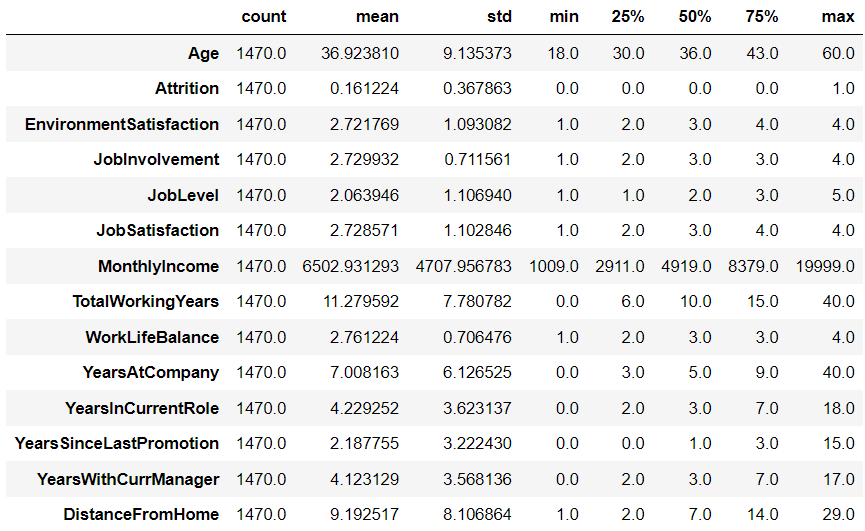 count mean std min 25% 50% 75% max
Age 1470.0 36.923810 9.135373 18.0 30.0 36.0 43.0 60.0
Attrition 1470.0 0.161224 0.367863 0.0 0.0 0.0 0.0 1.0
EnvironmentSatisfaction 1470.0 2.721769 1.093082 1.0 2.0 3.0 4.0 4.0
JobInvolvement 1470.0 2.729932 0.711561 1.0 2.0 3.0 3.0 4.0
JobLevel 1470.0 2.063946 1.106940 1.0 1.0 2.0 3.0 5.0
JobSatisfaction 1470.0 2.728571 1.102846 1.0 2.0 3.0 4.0 4.0
MonthlyIncome 1470.0 6502.931293 4707.956783 1009.0 2911.0 4919.0 8379.0 19999.0
TotalWorkingYears 1470.0 11.279592 7.780782 0.0 6.0 10.0 15.0 40.0
WorkLifeBalance 1470.0 2.761224 0.706476 1.0 2.0 3.0 3.0 4.0
YearsAtCompany 1470.0 7.008163 6.126525 0.0 3.0 5.0 9.0 40.0
YearsInCurrentRole 1470.0 4.229252 3.623137 0.0 2.0 3.0 7.0 18.0
YearsSinceLastPromotion 1470.0 2.187755 3.222430 0.0 0.0 1.0 3.0 15.0
YearsWithCurrManager 1470.0 4.123129 3.568136 0.0 2.0 3.0 7.0 17.0
DistanceFromHome 1470.0 9.192517 8.106864 1.0 2.0 7.0 14.0 29.0